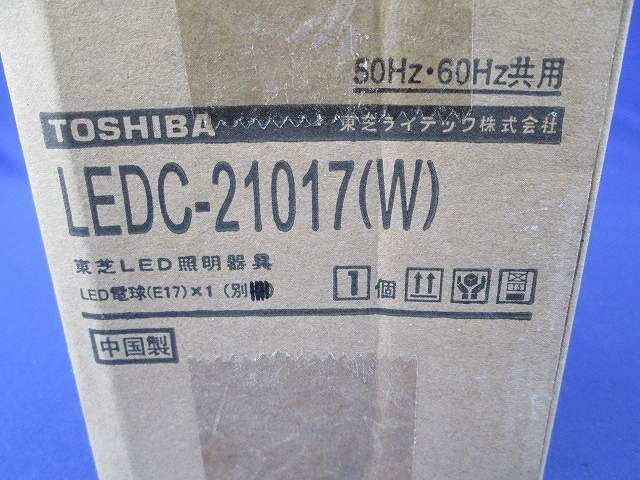 50Hz・60Hz共用
TOSHIBA 東芝ライテック株式会社
LEDC-21017(W)
東芝LED照明器具
LED電球(E17)×1 (別
1個
中国製